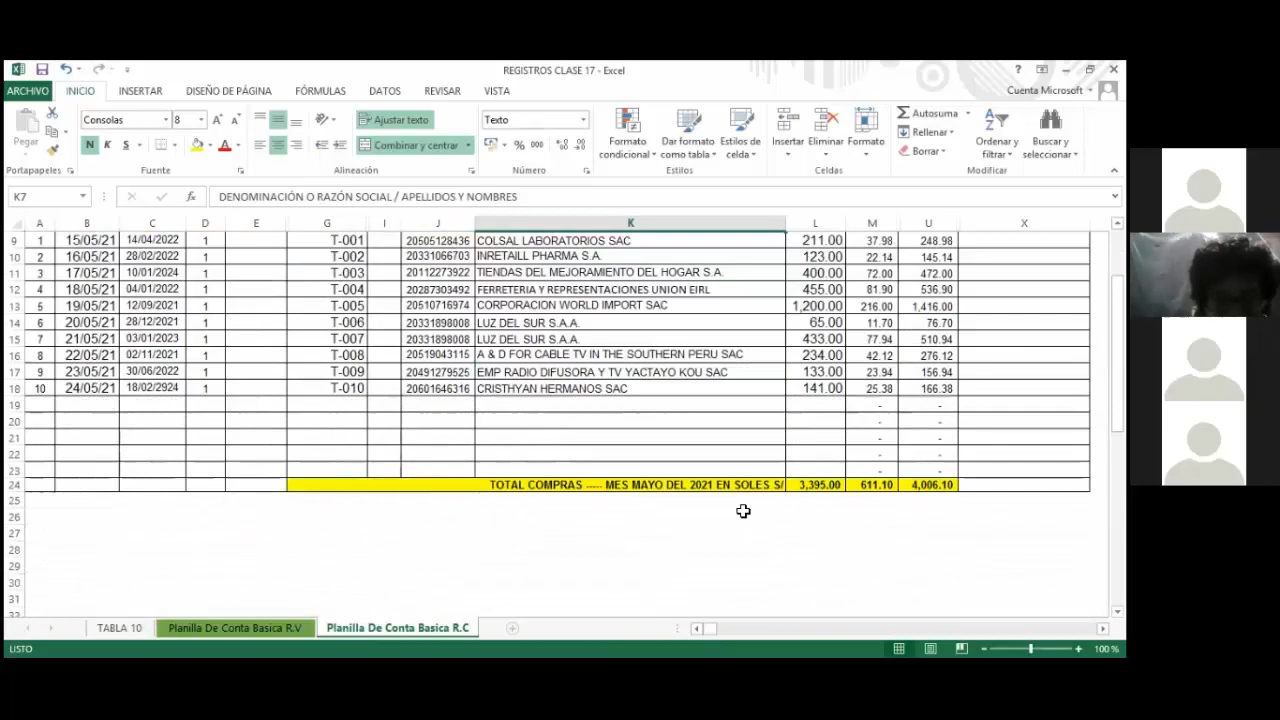 REGISTROS CLASE 17 - Excel
?
ARCHIVO INICIO INSERTAR DISEÑO DE PÁGINA FÓRMULAS DATOS REVISAR VISTA Cuenta Microsoft
Pegar
Consolas 8
N K S
Ajustar texto
Combinar y centrar
Texto
% 000
Formato condicional
Dar formato como tabla
Estilos de celda
Insertar Eliminar Formato
Autosuma
Rellenar
Borrar
Ordenar y filtrar
Buscar y seleccionar
Portapapeles Fuente Alineación Número Estilos Celdas Modificar
K7 fx DENOMINACIÓN O RAZÓN SOCIAL / APELLIDOS Y NOMBRES
A B C D E G I J K L M U X
9 1 15/05/21 14/04/2022 1 T-001 20505128436 COLSAL LABORATORIOS SAC 211.00 37.98 248.98
10 2 16/05/21 28/02/2022 1 T-002 20331066703 INRETAILL PHARMA S.A. 123.00 22.14 145.14
11 3 17/05/21 10/01/2024 1 T-003 20112273922 TIENDAS DEL MEJORAMIENTO DEL HOGAR S.A. 400.00 72.00 472.00
12 4 18/05/21 04/01/2022 1 T-004 20287303492 FERRETERIA Y REPRESENTACIONES UNION EIRL 455.00 81.90 536.90
13 5 19/05/21 12/09/2021 1 T-005 20510716974 CORPORACION WORLD IMPORT SAC 1,200.00 216.00 1,416.00
14 6 20/05/21 28/12/2021 1 T-006 20331898008 LUZ DEL SUR S.A.A. 65.00 11.70 76.70
15 7 21/05/21 03/01/2023 1 T-007 20331898008 LUZ DEL SUR S.A.A. 433.00 77.94 510.94
16 8 22/05/21 02/11/2021 1 T-008 20519043115 A & D FOR CABLE TV IN THE SOUTHERN PERU SAC 234.00 42.12 276.12
17 9 23/05/21 30/06/2022 1 T-009 20491279525 EMP RADIO DIFUSORA Y TV YACTAYO KOU SAC 133.00 23.94 156.94
18 10 24/05/21 18/02/2924 1 T-010 20601646316 CRISTHYAN HERMANOS SAC 141.00 25.38 166.38
19 - -
20 - -
21 - -
22 - -
23 - -
24 TOTAL COMPRAS ----- MES MAYO DEL 2021 EN SOLES S/ 3,395.00 611.10 4,006.10
25
26
27
28
29
30
31
TABLA 10 Planilla De Conta Basica R.V Planilla De Conta Basica R.C
LISTO 100 %